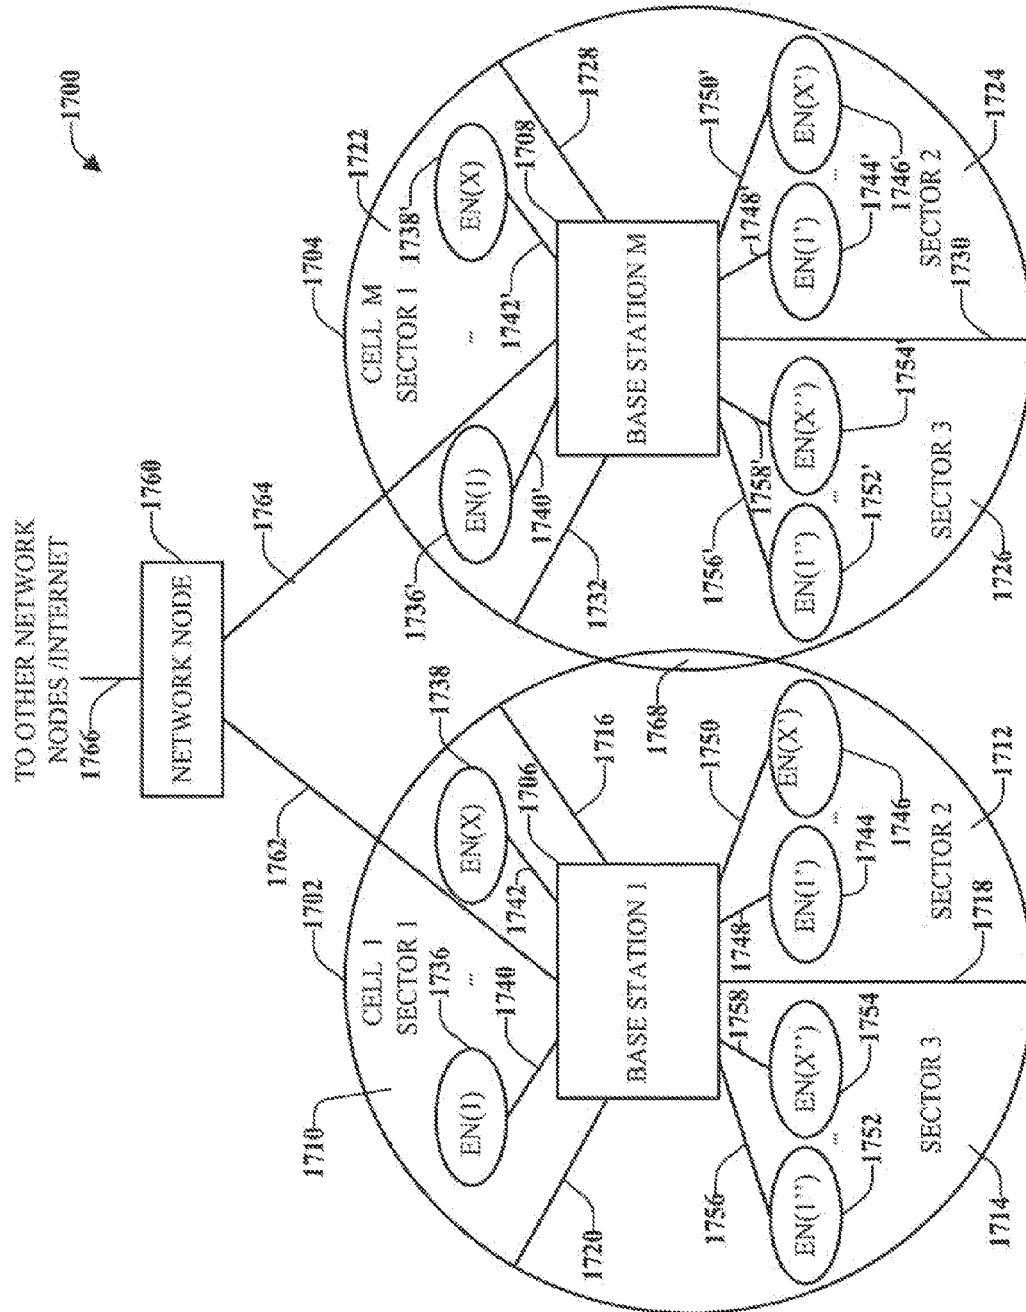 TO OTHER NETWORK
NODES /INTERNET
1700
1766
NETWORK NODE
1760
1762
1764
1702
1704
1710
CELL 1
SECTOR 1
1736
...
1740
1742
1738
1706
1716
1720
EN(1)
EN(X)
BASE STATION 1
1722
CELL M
SECTOR 1
1736'
1738'
...
1740'
1742'
1708
1728
1732
EN(1)
EN(X)
BASE STATION M
1768
1756
1758
1748
1750
EN(1'')
...
EN(X'')
EN(1')
...
EN(X')
1752
1754
1744
1746
SECTOR 3
SECTOR 2
1714
1718
1712
1756'
1758'
1748'
1750'
EN(1'')
...
EN(X'')
EN(1')
...
EN(X')
1752'
1754'
1744'
1746'
SECTOR 3
SECTOR 2
1726
1730
1724